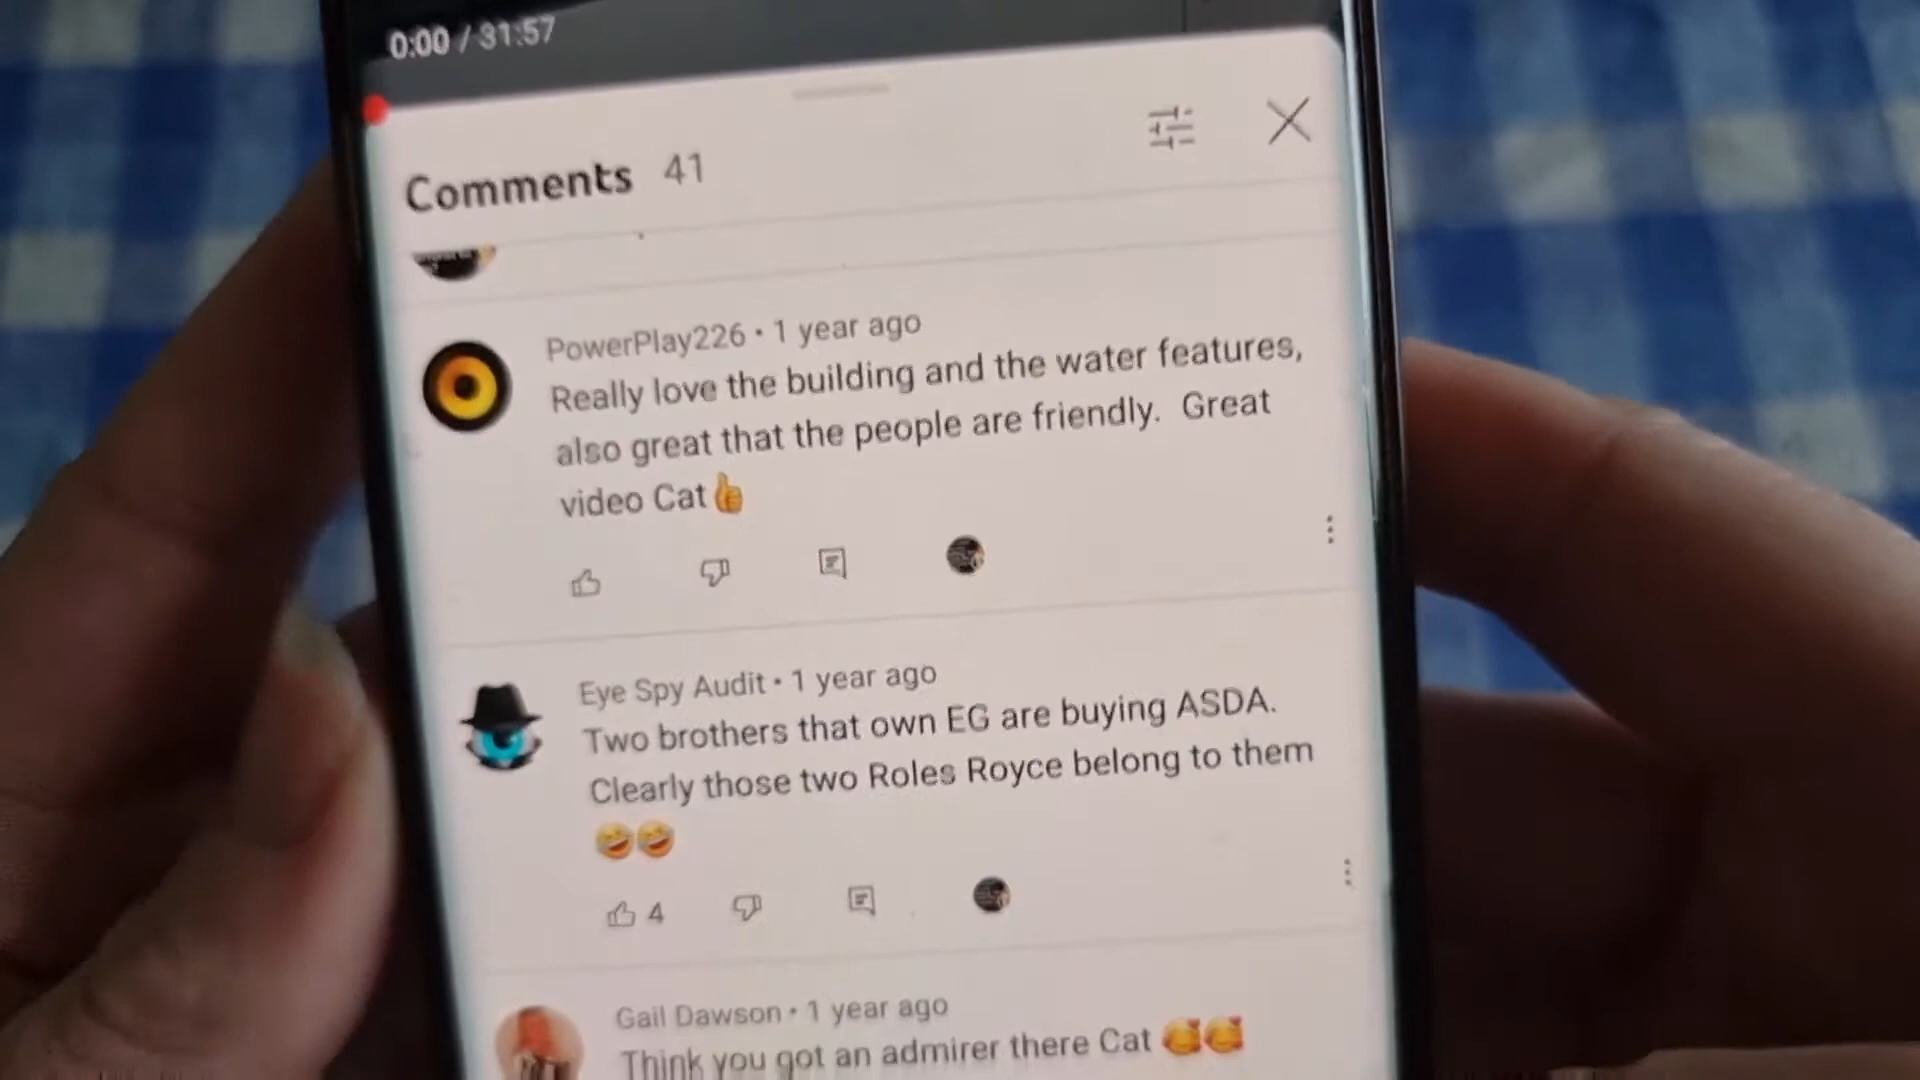 0:00 / 31:57
Comments 41
PowerPlay226 • 1 year ago
Really love the building and the water features,
also great that the people are friendly. Great
video Cat👍
Eye Spy Audit • 1 year ago
Two brothers that own EG are buying ASDA.
Clearly those two Roles Royce belong to them
🤣🤣
4
Gail Dawson • 1 year ago
Think you got an admirer there Cat 🥰🥰